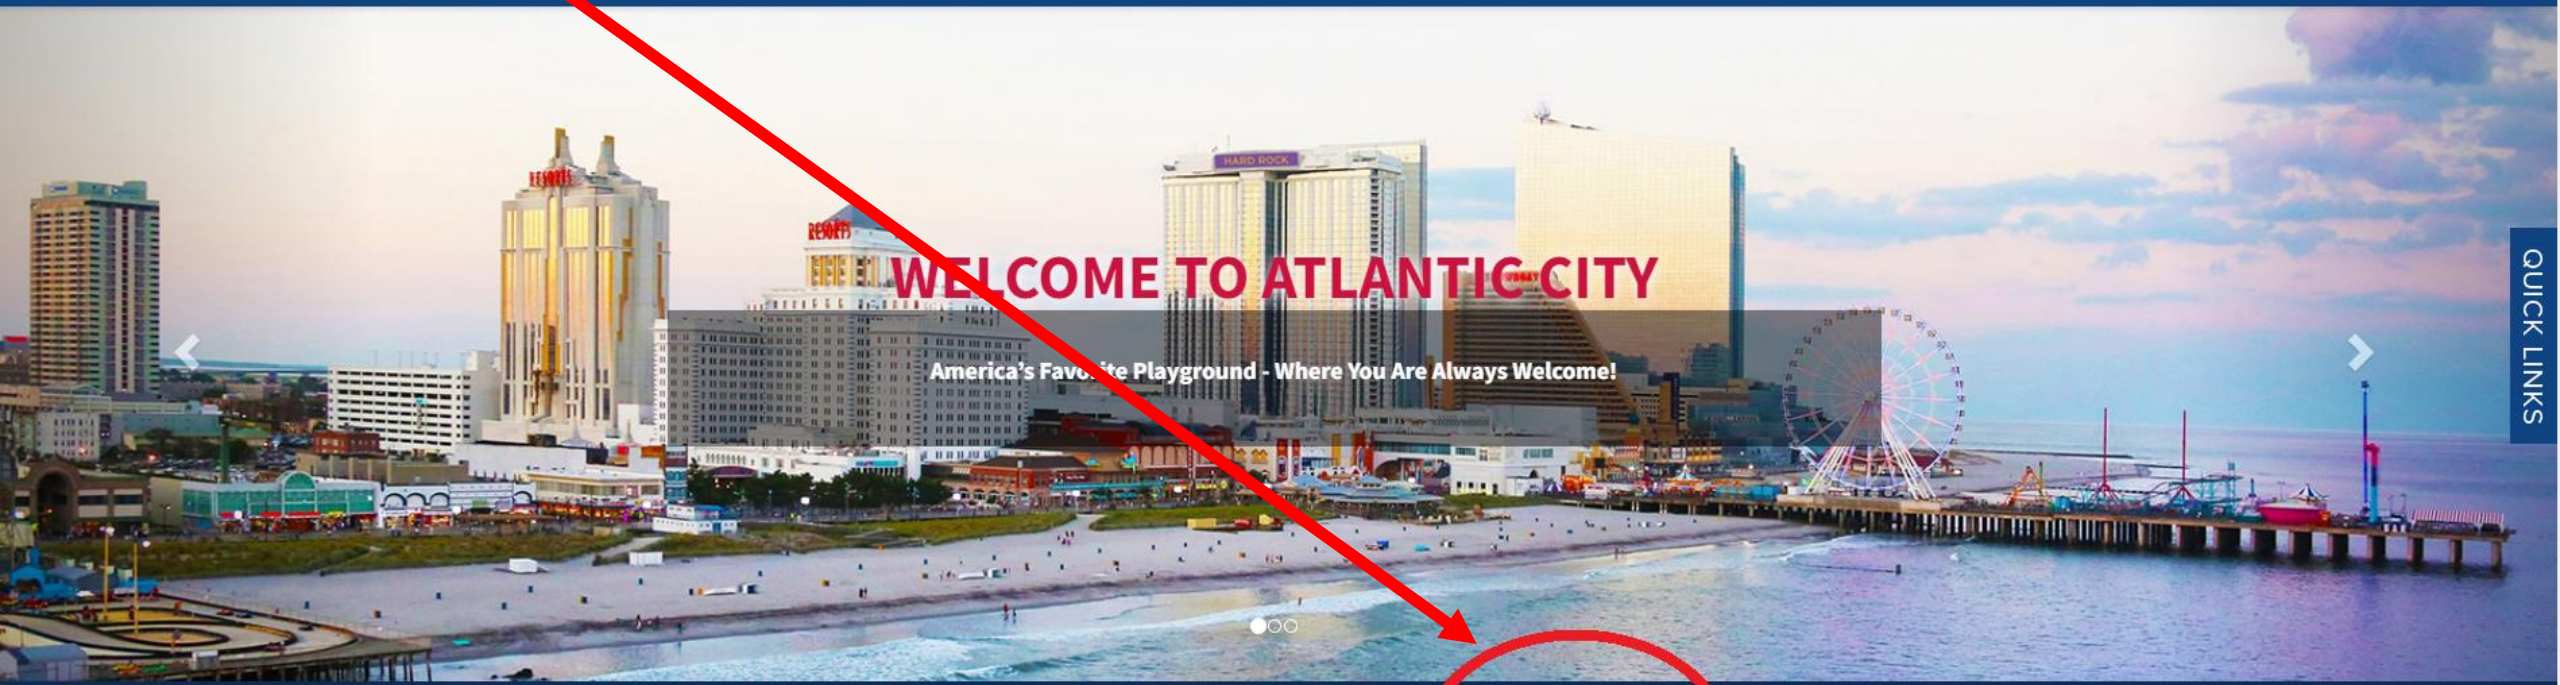 HARD ROCK
RESORTS
RESORTS
WELCOME TO ATLANTIC CITY
America's Favorite Playground - Where You Are Always Welcome!
QUICK LINKS